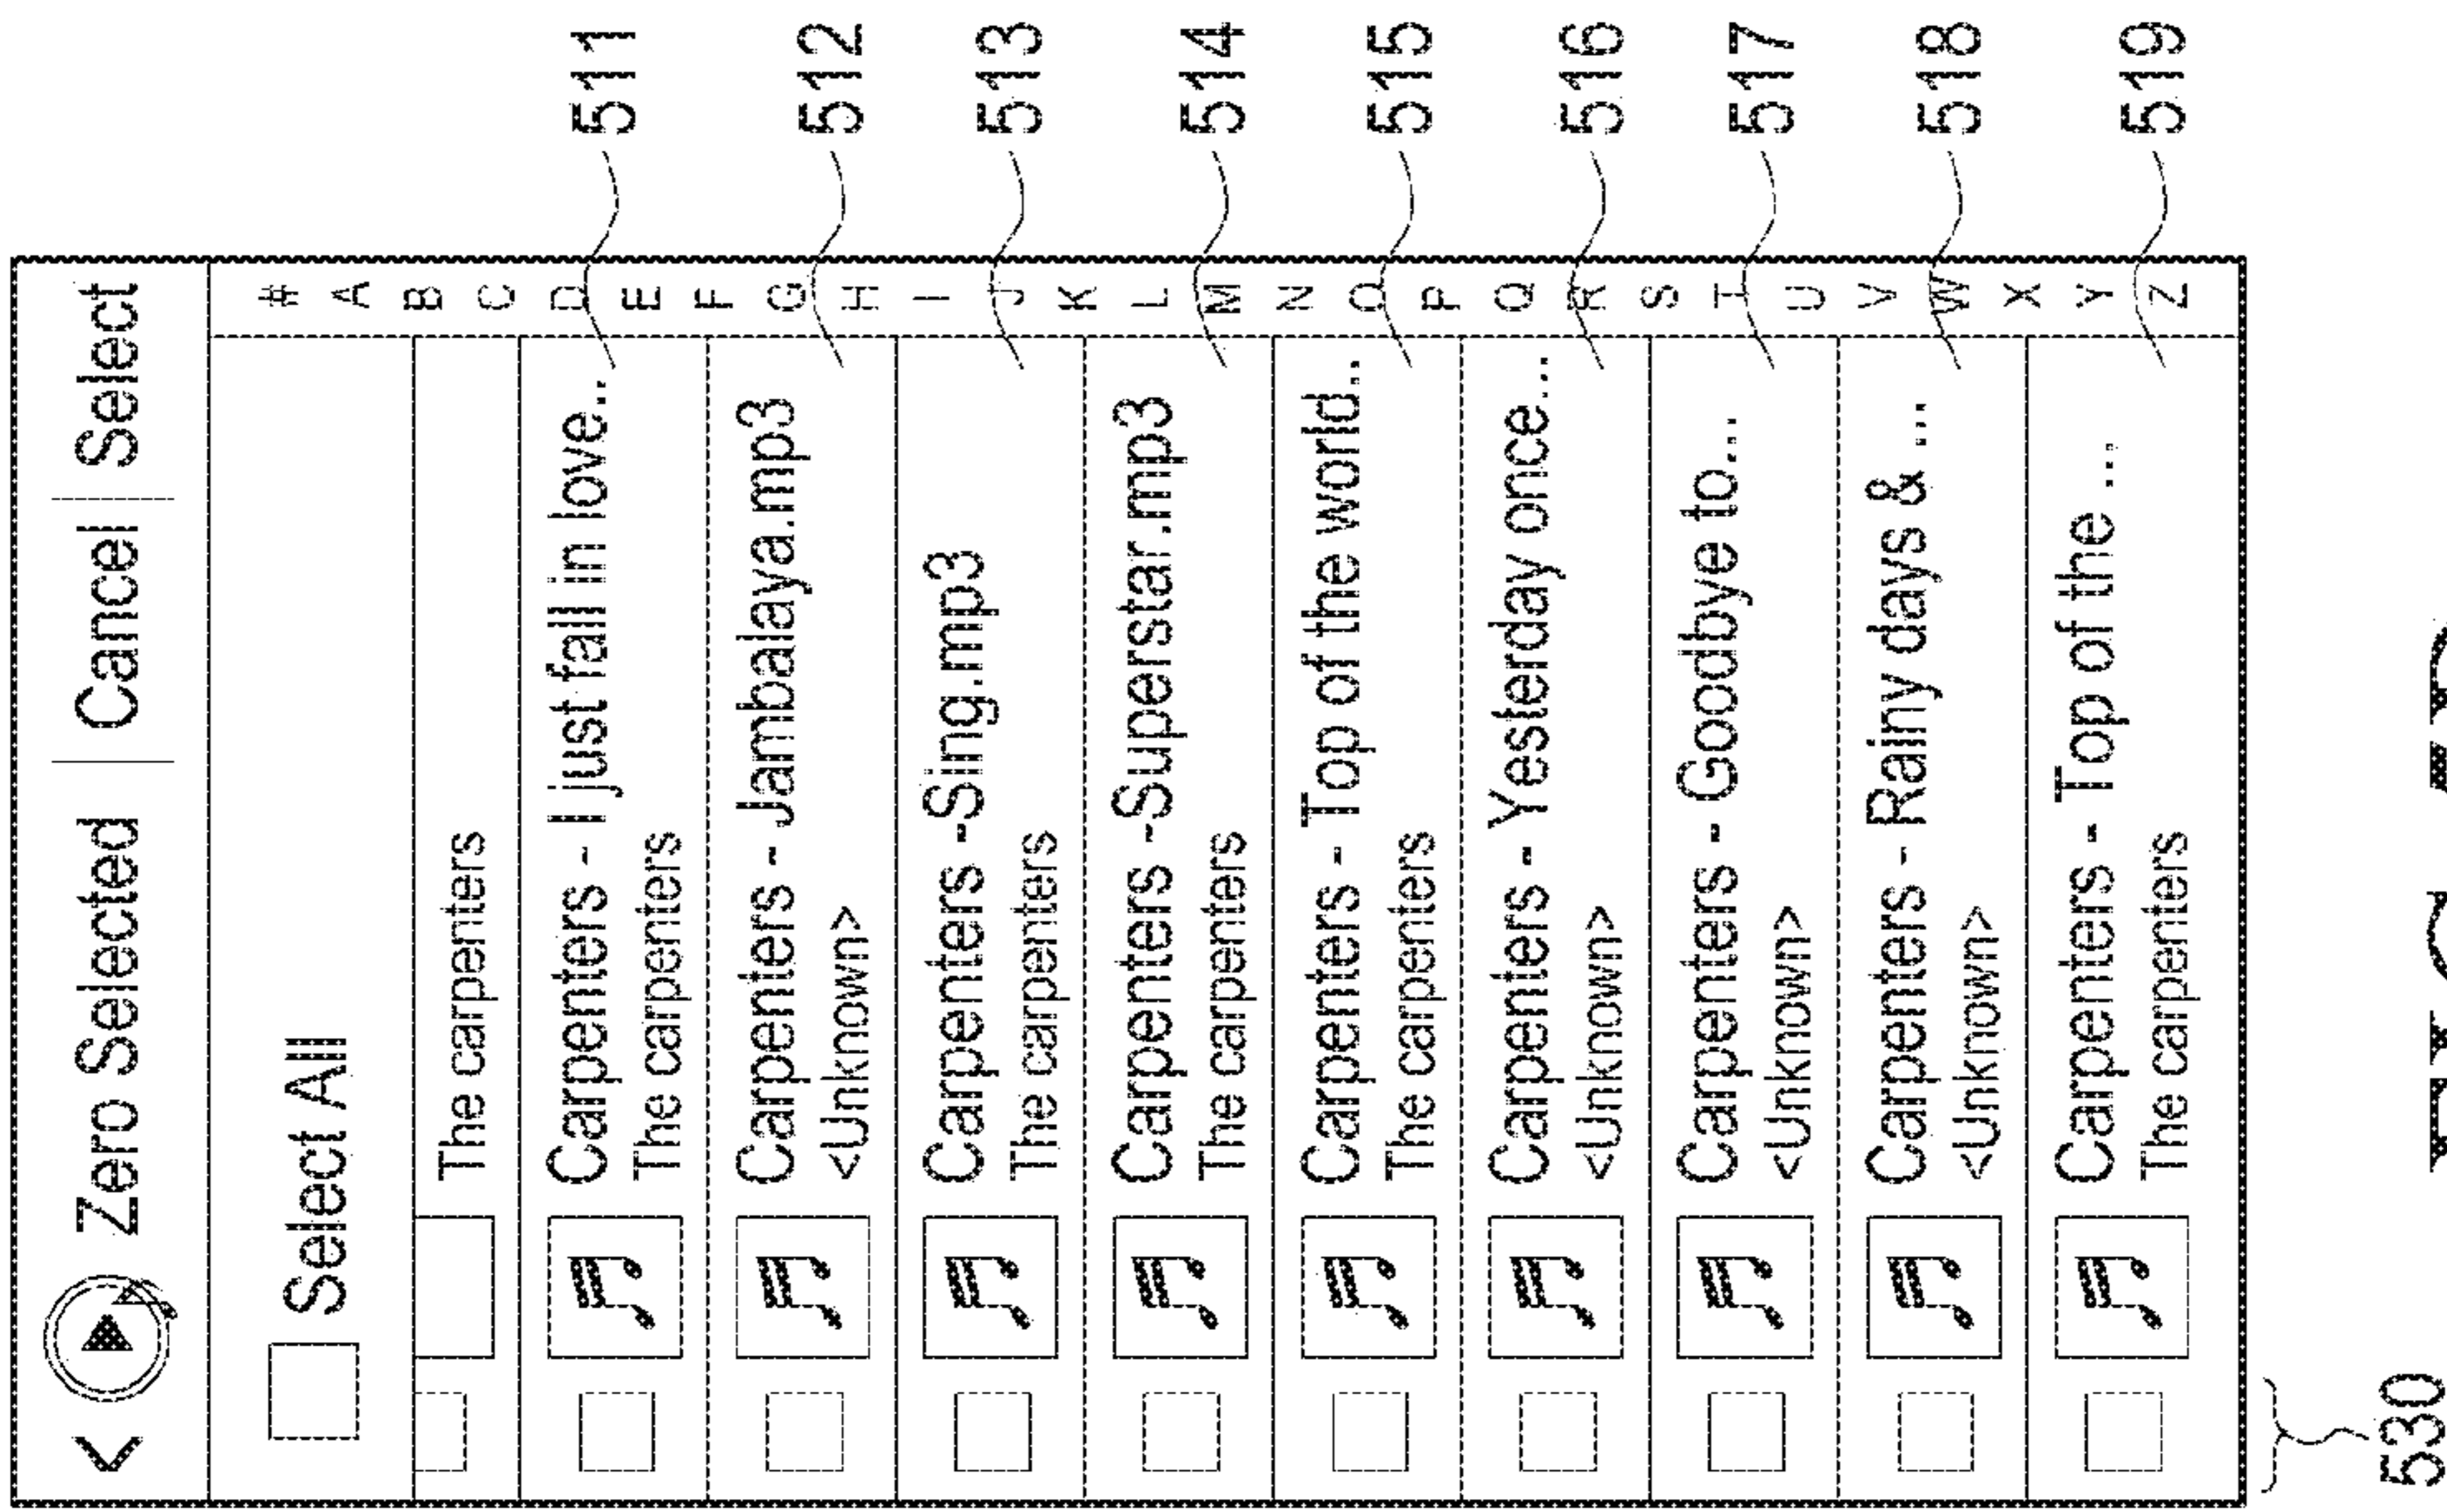 < Zero Selected | Cancel | Select
Select All
The carpenters
Carpenters - I just fall in love..
The carpenters
511
Carpenters - Jambalaya.mp3
<Unknown>
512
Carpenters -Sing.mp3
The carpenters
513
Carpenters -Superstar.mp3
The carpenters
514
Carpenters - Top of the world..
The carpenters
515
Carpenters - Yesterday once...
<Unknown>
516
Carpenters - Goodbye to...
<Unknown>
517
Carpenters - Rainy days & ...
<Unknown>
518
Carpenters - Top of the ...
The carpenters
519
#
A
B
C
D
E
F
G
H
I
J
K
L
M
N
O
P
Q
R
S
T
U
V
W
X
Y
Z
530